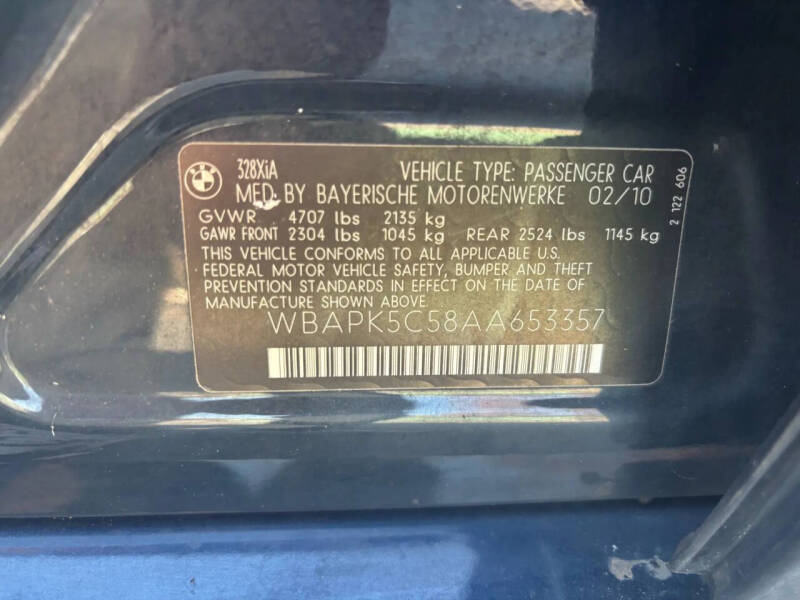 BMW
328XiA VEHICLE TYPE: PASSENGER CAR
MFD. BY BAYERISCHE MOTORENWERKE 02/10
GVWR 4707 lbs 2135 kg
GAWR FRONT 2304 lbs 1045 kg REAR 2524 lbs 1145 kg
THIS VEHICLE CONFORMS TO ALL APPLICABLE U.S.
FEDERAL MOTOR VEHICLE SAFETY, BUMPER AND THEFT
PREVENTION STANDARDS IN EFFECT ON THE DATE OF
MANUFACTURE SHOWN ABOVE.
WBAPK5C58AA653357
2 122 606